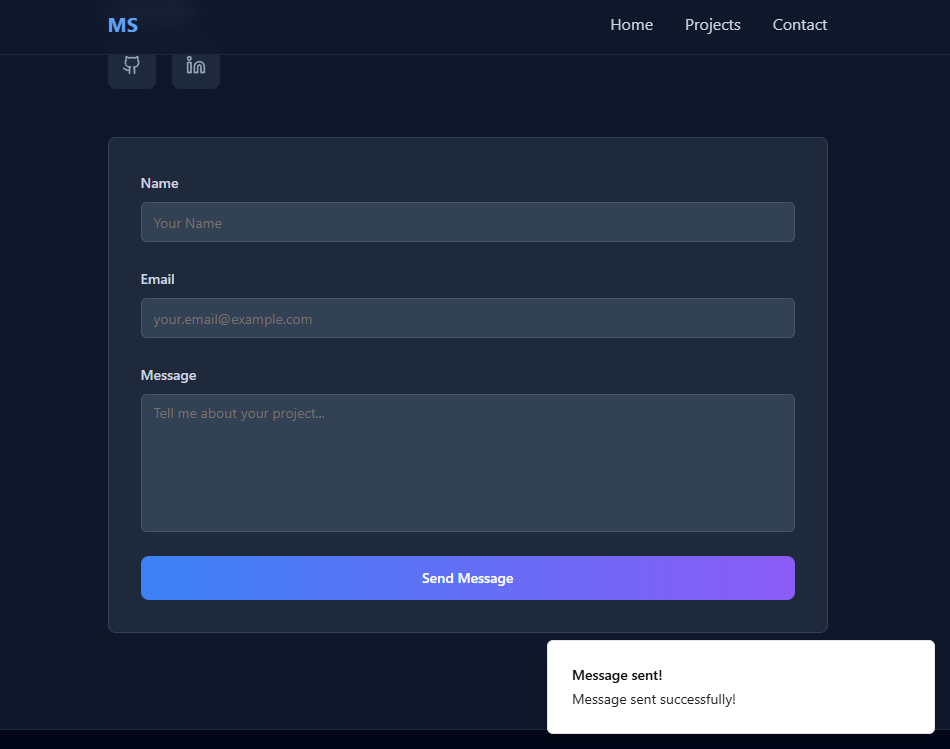 MS
Home Projects Contact
Name
Your Name
Email
your.email@example.com
Message
Tell me about your project...
Send Message
Message sent!
Message sent successfully!